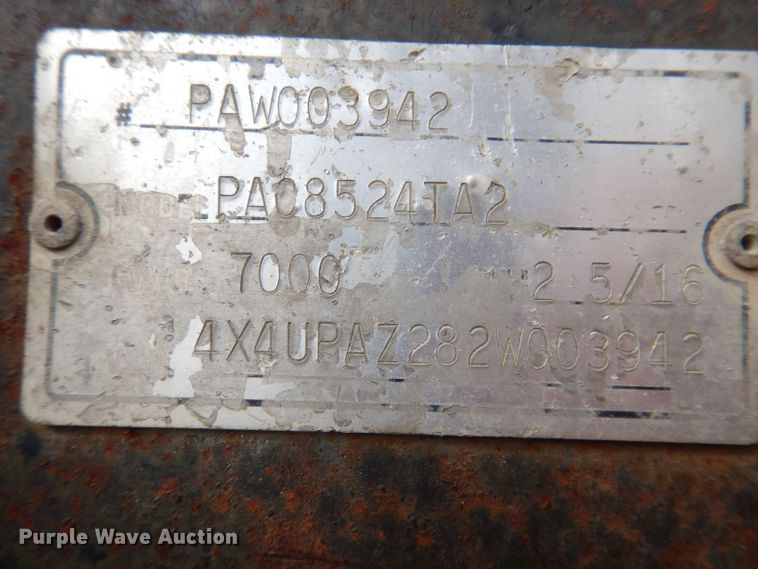 # PAW003942
MODEL PAC8524TA2
7000 2 5/16
4X4UPAZ282W003942
Purple Wave Auction